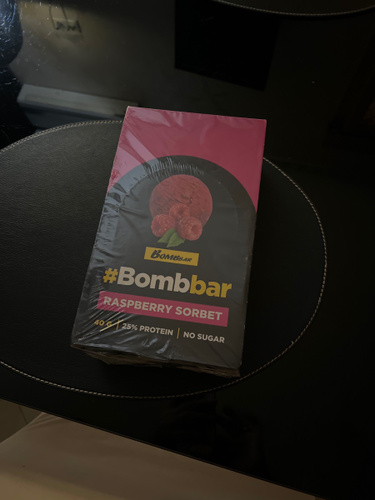 BOMBBAR
#Bombbar
RASPBERRY SORBET
40 G | 25% PROTEIN | NO SUGAR